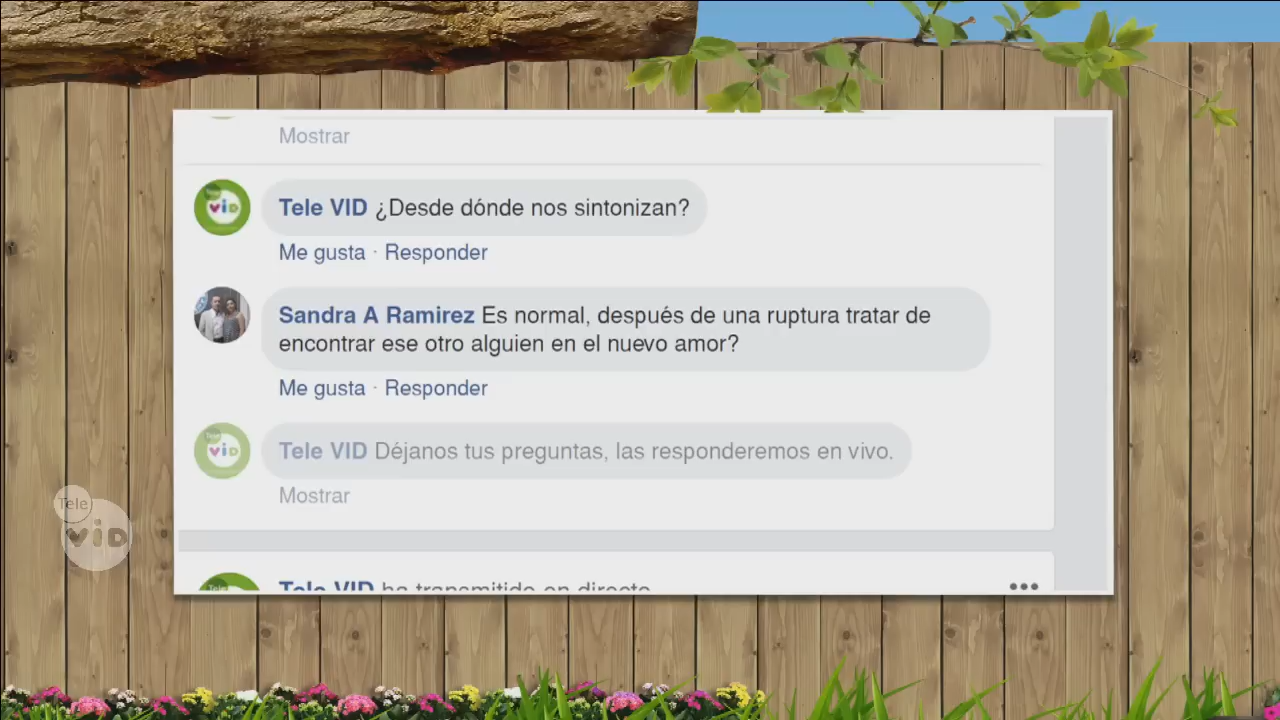 Mostrar
Tele VID ¿Desde dónde nos sintonizan?
Me gusta · Responder
Sandra A Ramirez Es normal, después de una ruptura tratar de
encontrar ese otro alguien en el nuevo amor?
Me gusta · Responder
Tele VID Déjanos tus preguntas, las responderemos en vivo.
Mostrar
Tele
VID
Tele VID ha transmitido en directo